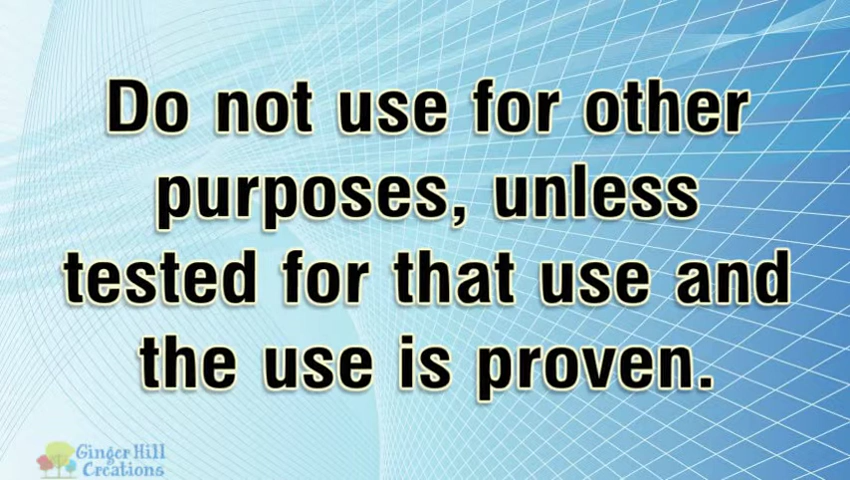 Do not use for other
purposes, unless
tested for that use and
the use is proven.
Ginger Hill
Creations